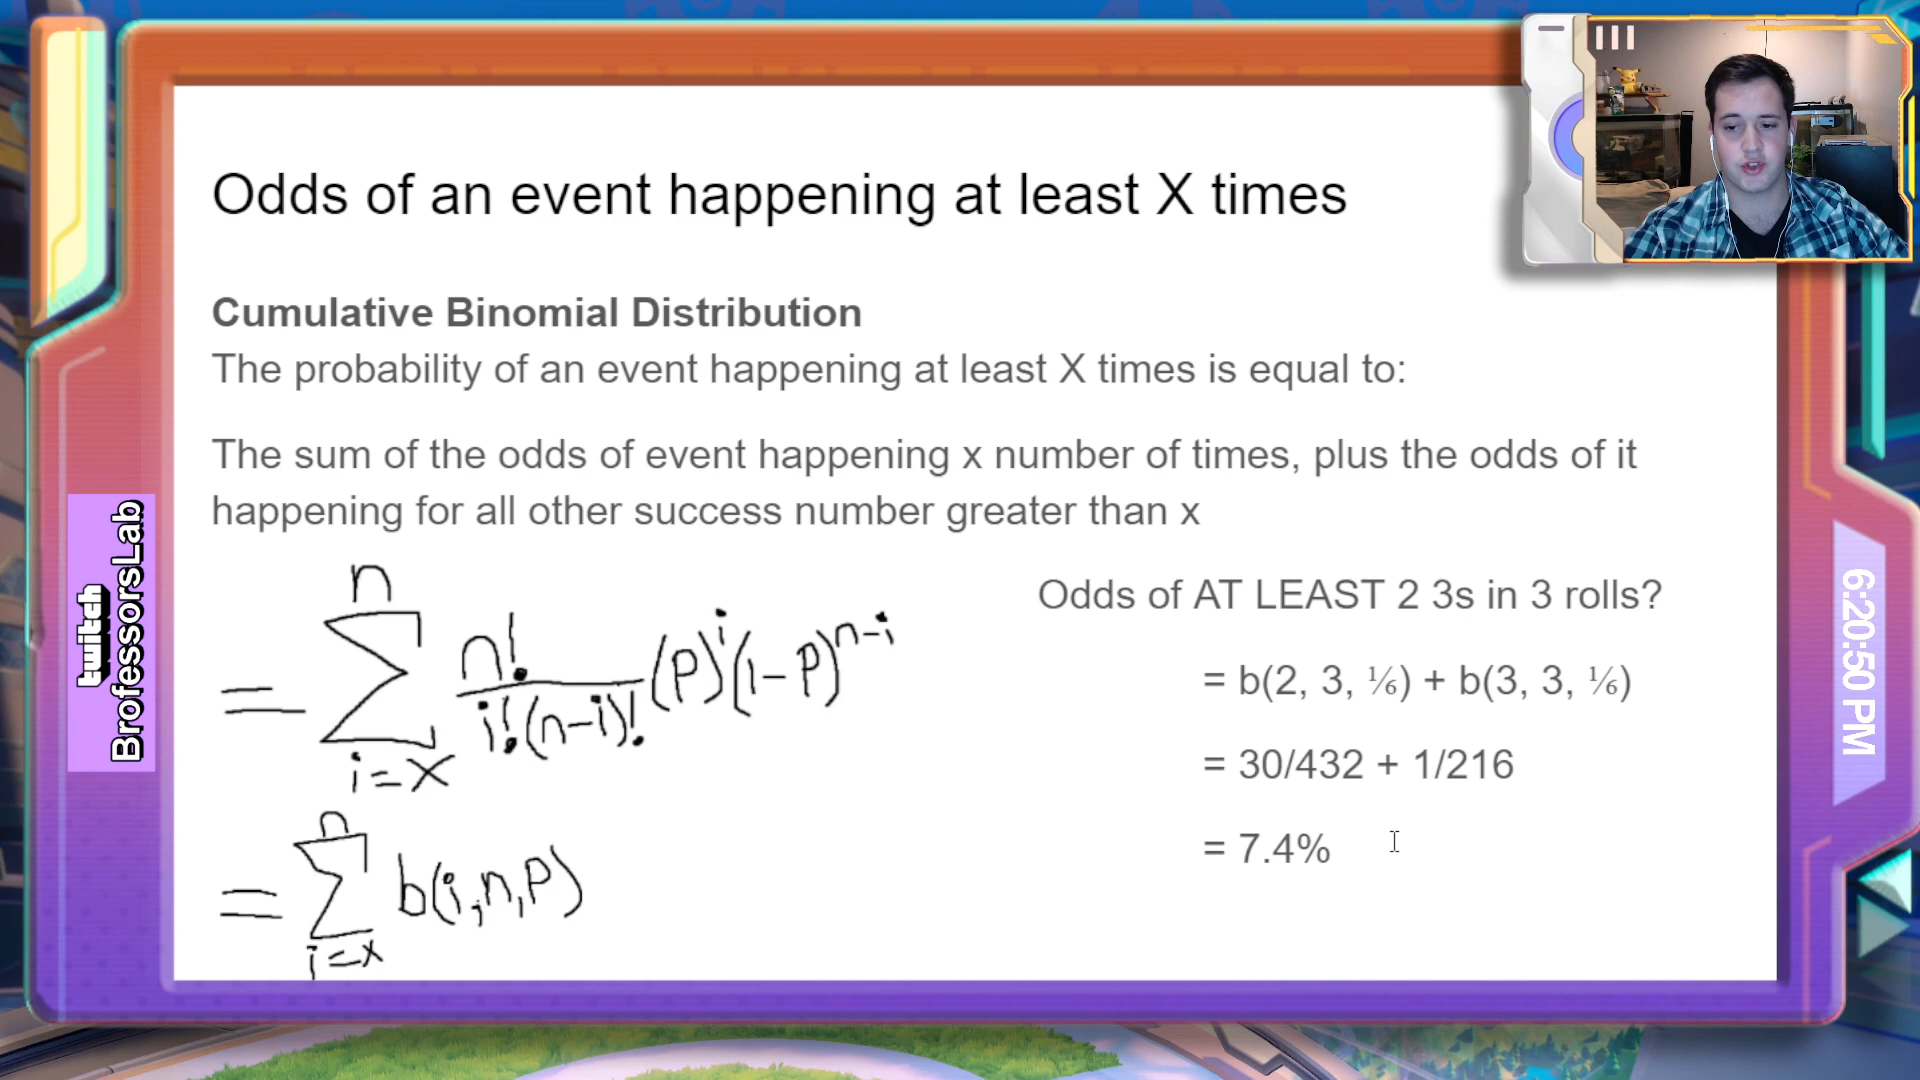 Odds of an event happening at least X times
Cumulative Binomial Distribution
The probability of an event happening at least X times is equal to:
The sum of the odds of event happening x number of times, plus the odds of it
happening for all other success number greater than x
= n Σ i=x n!/i!(n-i)! (P)^i (1-P)^n-i
= n Σ i=x b(i,n,P)
Odds of AT LEAST 2 3s in 3 rolls?
= b(2, 3, ⅙) + b(3, 3, ⅙)
= 30/432 + 1/216
= 7.4%
twitch
BrofessorsLab
6:20:50 PM